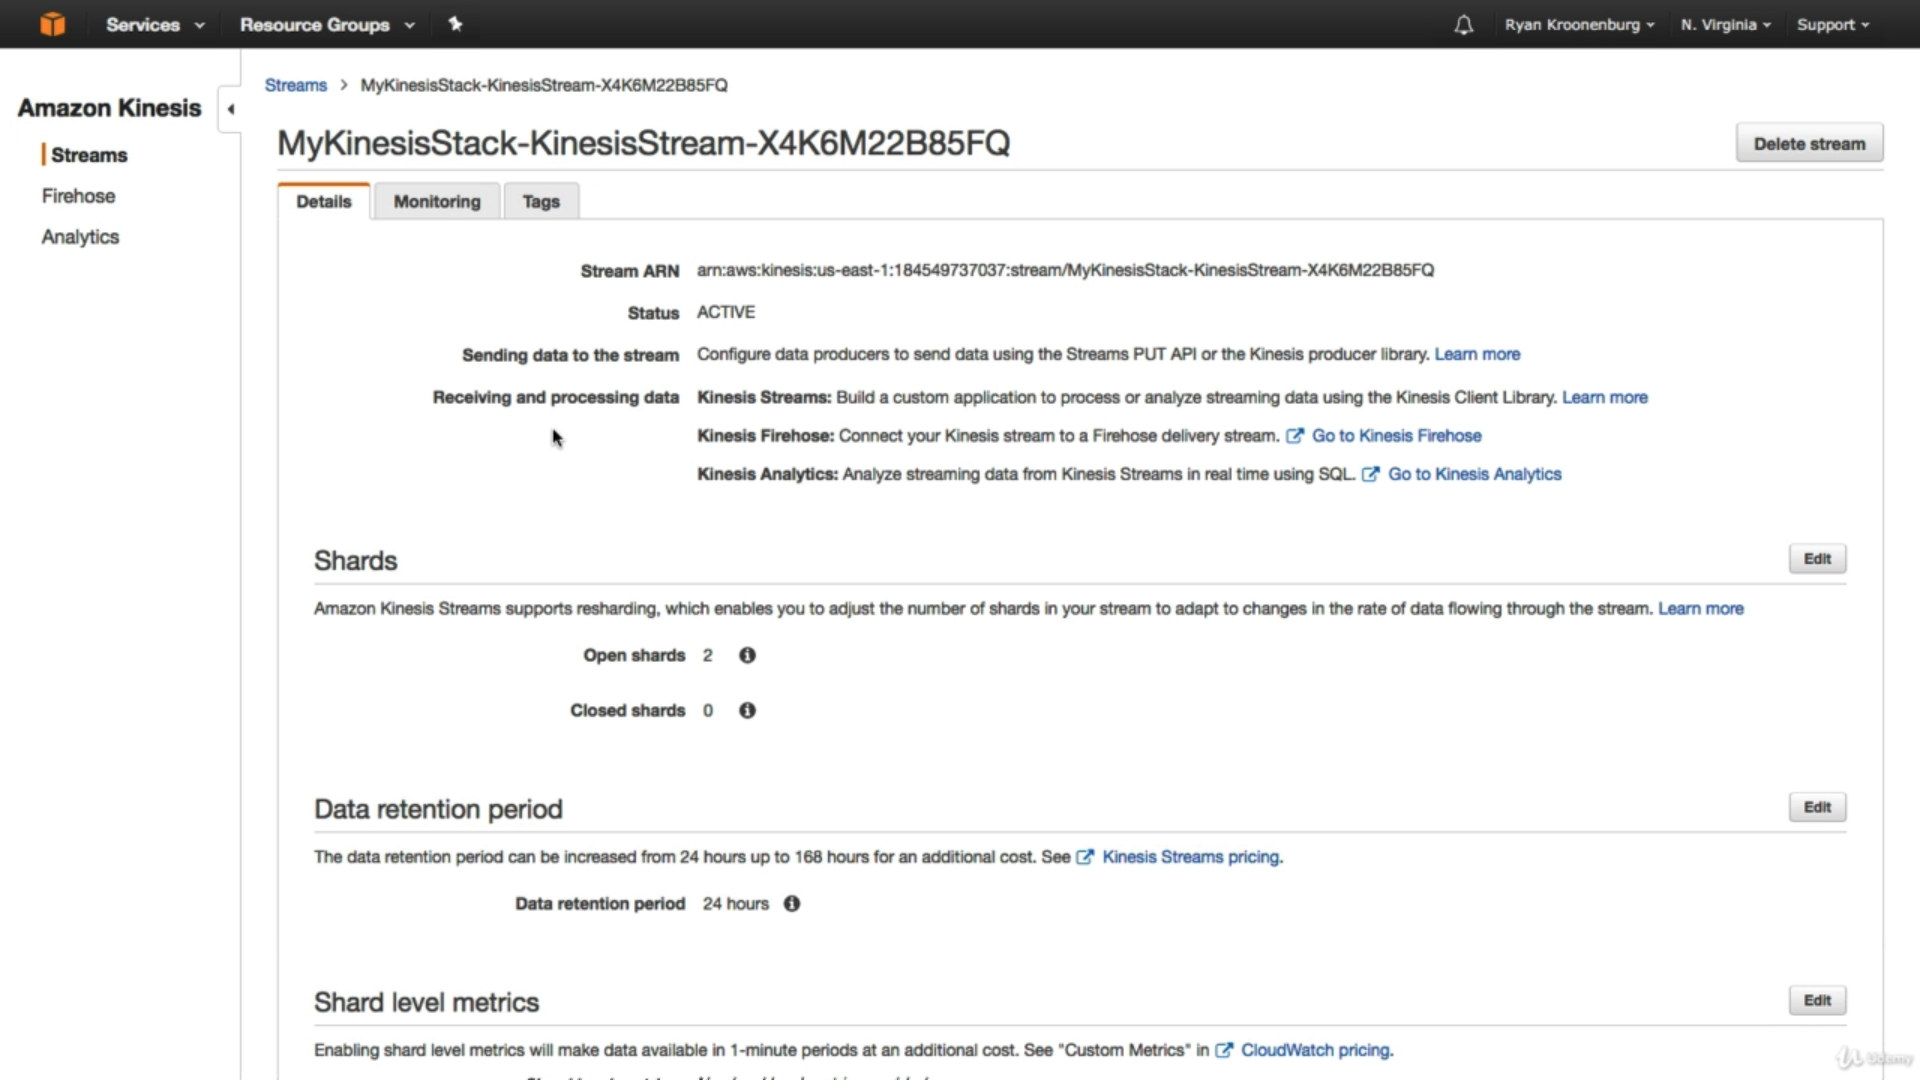 Services Resource Groups Ryan Kroonenburg N. Virginia Support
Streams > MyKinesisStack-KinesisStream-X4K6M22B85FQ
Amazon Kinesis
Streams
Firehose
Analytics
MyKinesisStack-KinesisStream-X4K6M22B85FQ
Delete stream
Details Monitoring Tags
Stream ARN arn:aws:kinesis:us-east-1:184549737037:stream/MyKinesisStack-KinesisStream-X4K6M22B85FQ
Status ACTIVE
Sending data to the stream Configure data producers to send data using the Streams PUT API or the Kinesis producer library. Learn more
Receiving and processing data Kinesis Streams: Build a custom application to process or analyze streaming data using the Kinesis Client Library. Learn more
Kinesis Firehose: Connect your Kinesis stream to a Firehose delivery stream. Go to Kinesis Firehose
Kinesis Analytics: Analyze streaming data from Kinesis Streams in real time using SQL. Go to Kinesis Analytics
Shards Edit
Amazon Kinesis Streams supports resharding, which enables you to adjust the number of shards in your stream to adapt to changes in the rate of data flowing through the stream. Learn more
Open shards 2
Closed shards 0
Data retention period Edit
The data retention period can be increased from 24 hours up to 168 hours for an additional cost. See Kinesis Streams pricing.
Data retention period 24 hours
Shard level metrics Edit
Enabling shard level metrics will make data available in 1-minute periods at an additional cost. See "Custom Metrics" in CloudWatch pricing.
Udemy